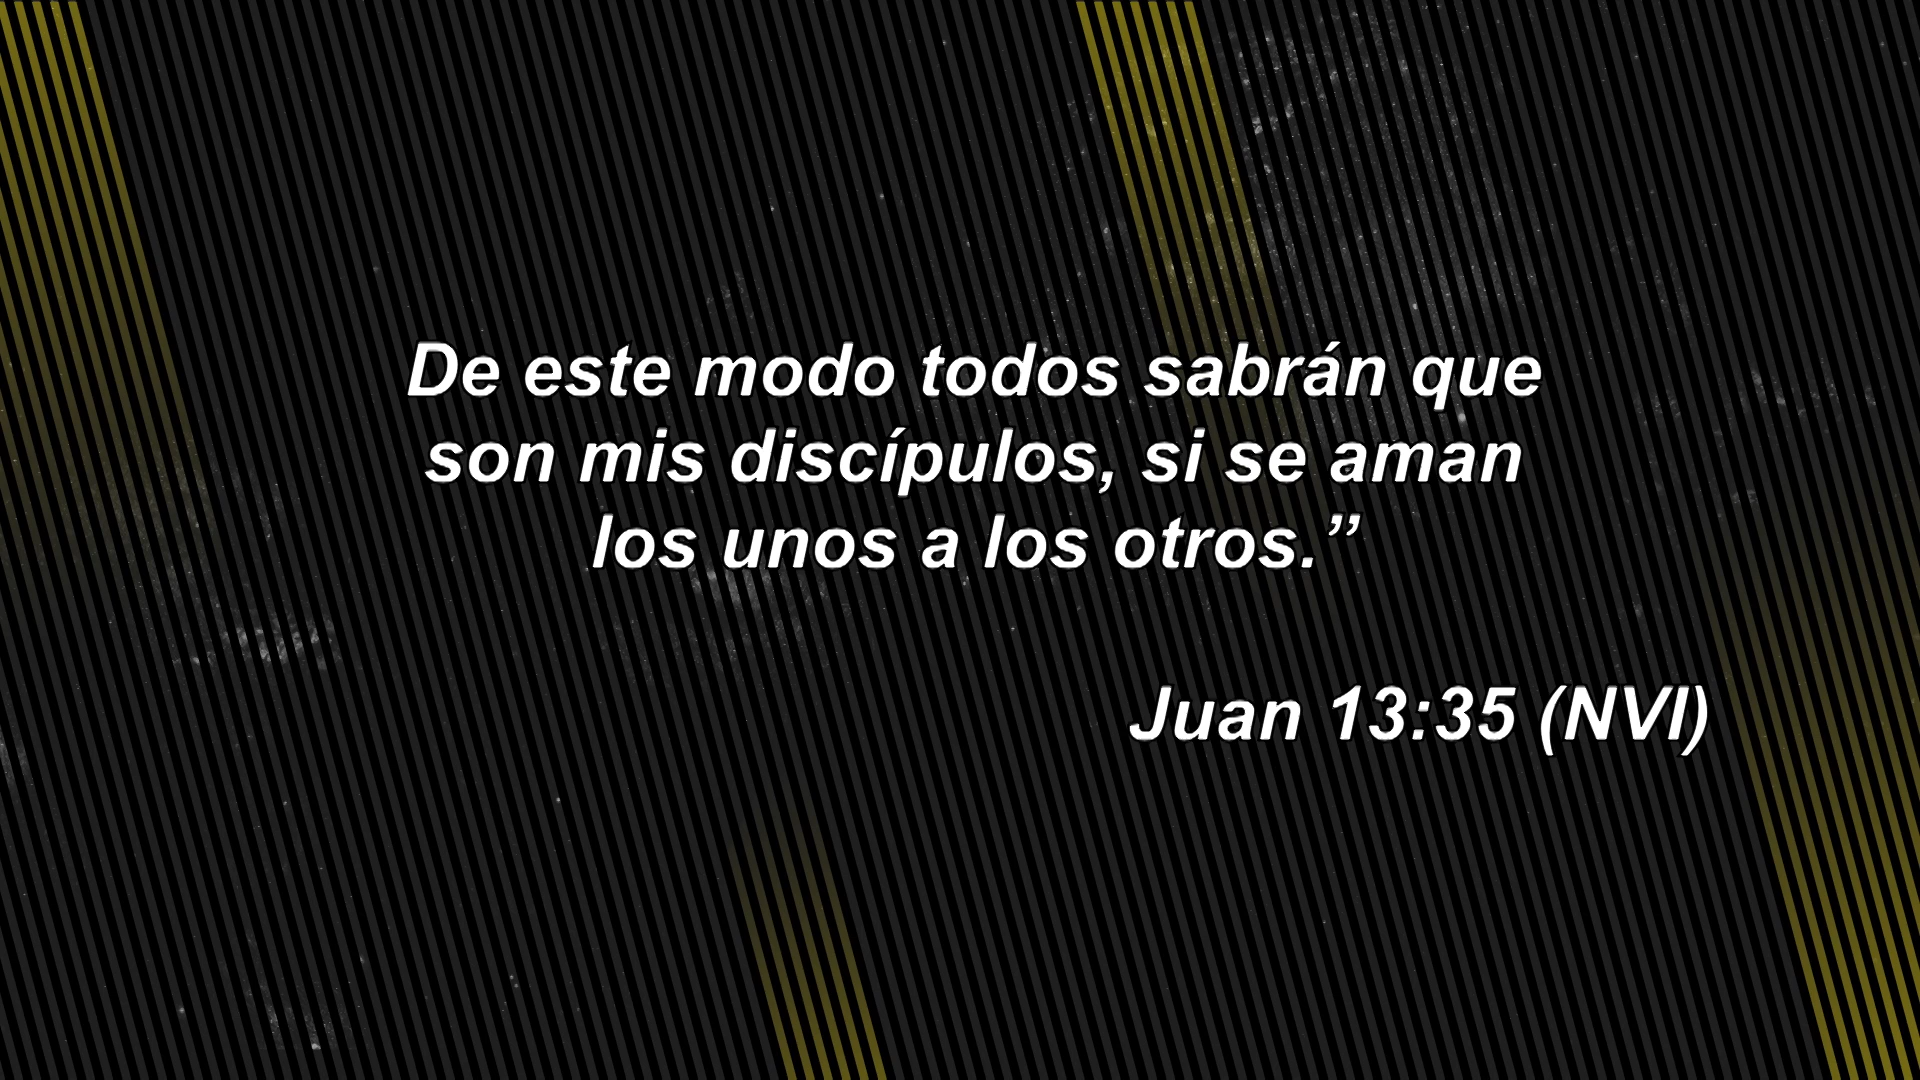 De este modo todos sabrán que
son mis discípulos, si se aman
los unos a los otros.”
Juan 13:35 (NVI)